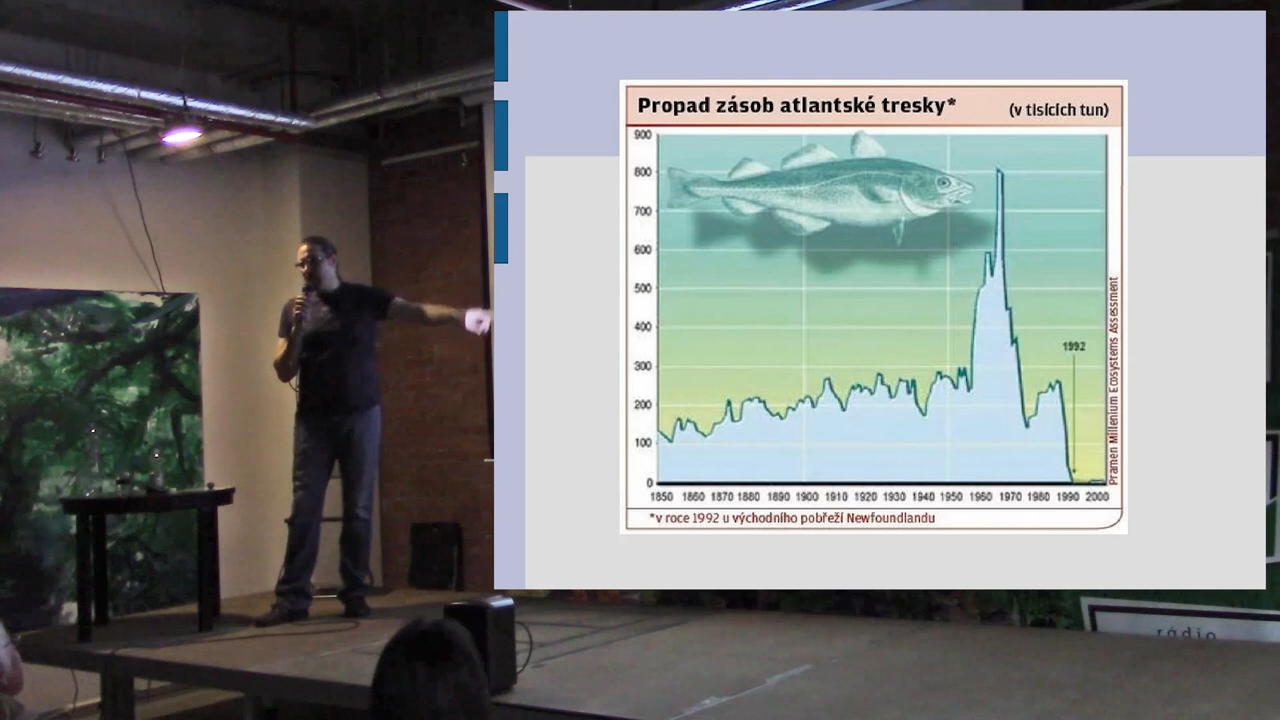 Propad zásob atlantské tresky*
(v tisících tun)
900
800
700
600
500
400
300
200
100
0
1992
1850 1860 1870 1880 1890 1900 1910 1920 1930 1940 1950 1960 1970 1980 1990 2000
Pramen Millenium Ecosystems Assessment
*v roce 1992 u východního pobřeží Newfoundlandu
rádio